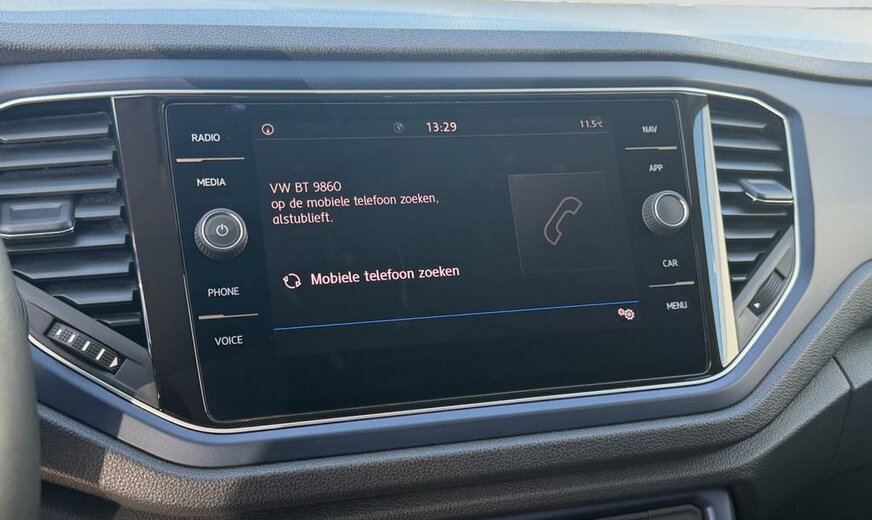 RADIO
MEDIA
PHONE
VOICE
13:29
11.5°C
VW BT 9860
op de mobiele telefoon zoeken,
alstublieft.
Mobiele telefoon zoeken
NAV
APP
CAR
MENU